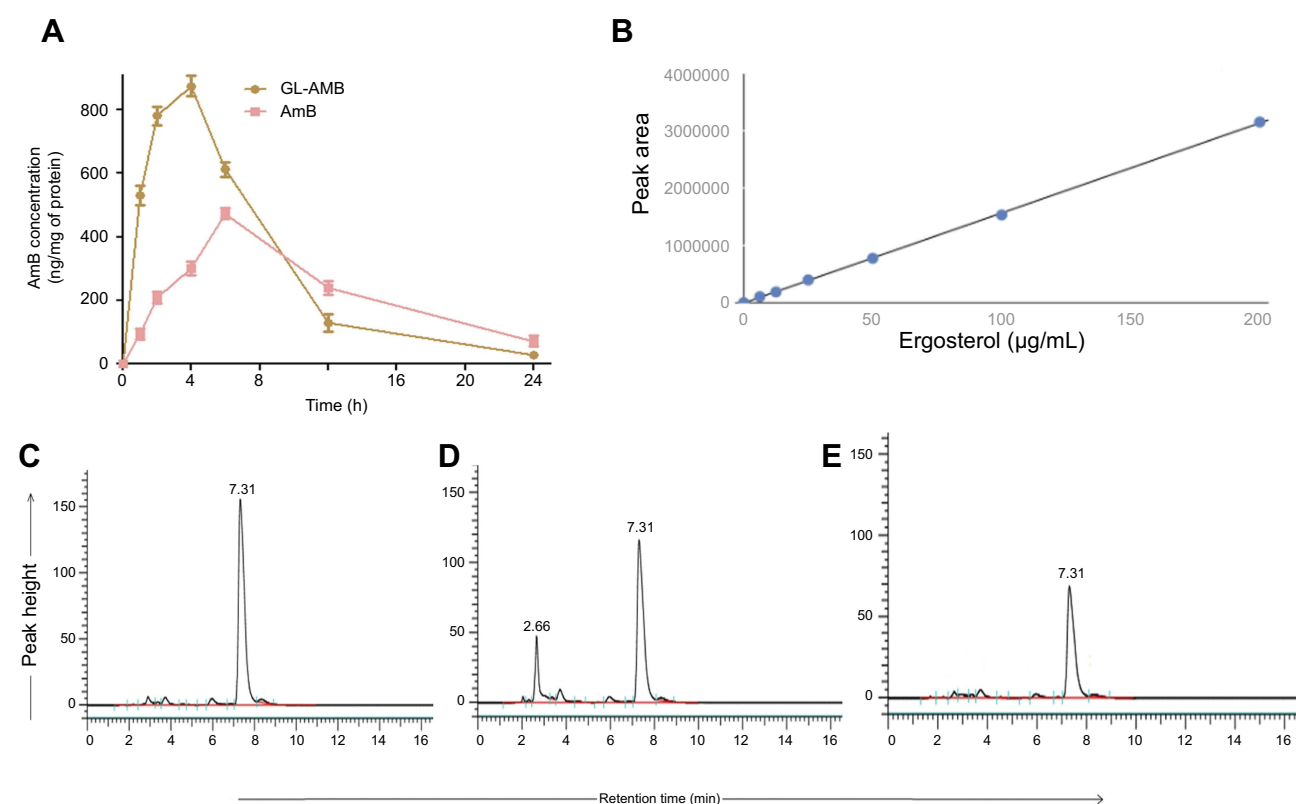 A
GL-AMB
AmB
AmB concentration
(ng/mg of protein)
800
600
400
200
0
0 4 8 16 20 24
Time (h)
B
Peak area
4000000
3000000
2000000
1000000
0
0 50 100 150 200
Ergosterol (µg/mL)
C
Peak height
7.31
150
100
50
0
0 2 4 6 8 10 12 14 16
D
7.31
2.66
150
100
50
0
0 2 4 6 8 10 12 14 16
E
7.31
150
100
50
0
0 2 4 6 8 10 12 14 16
Retention time (min)